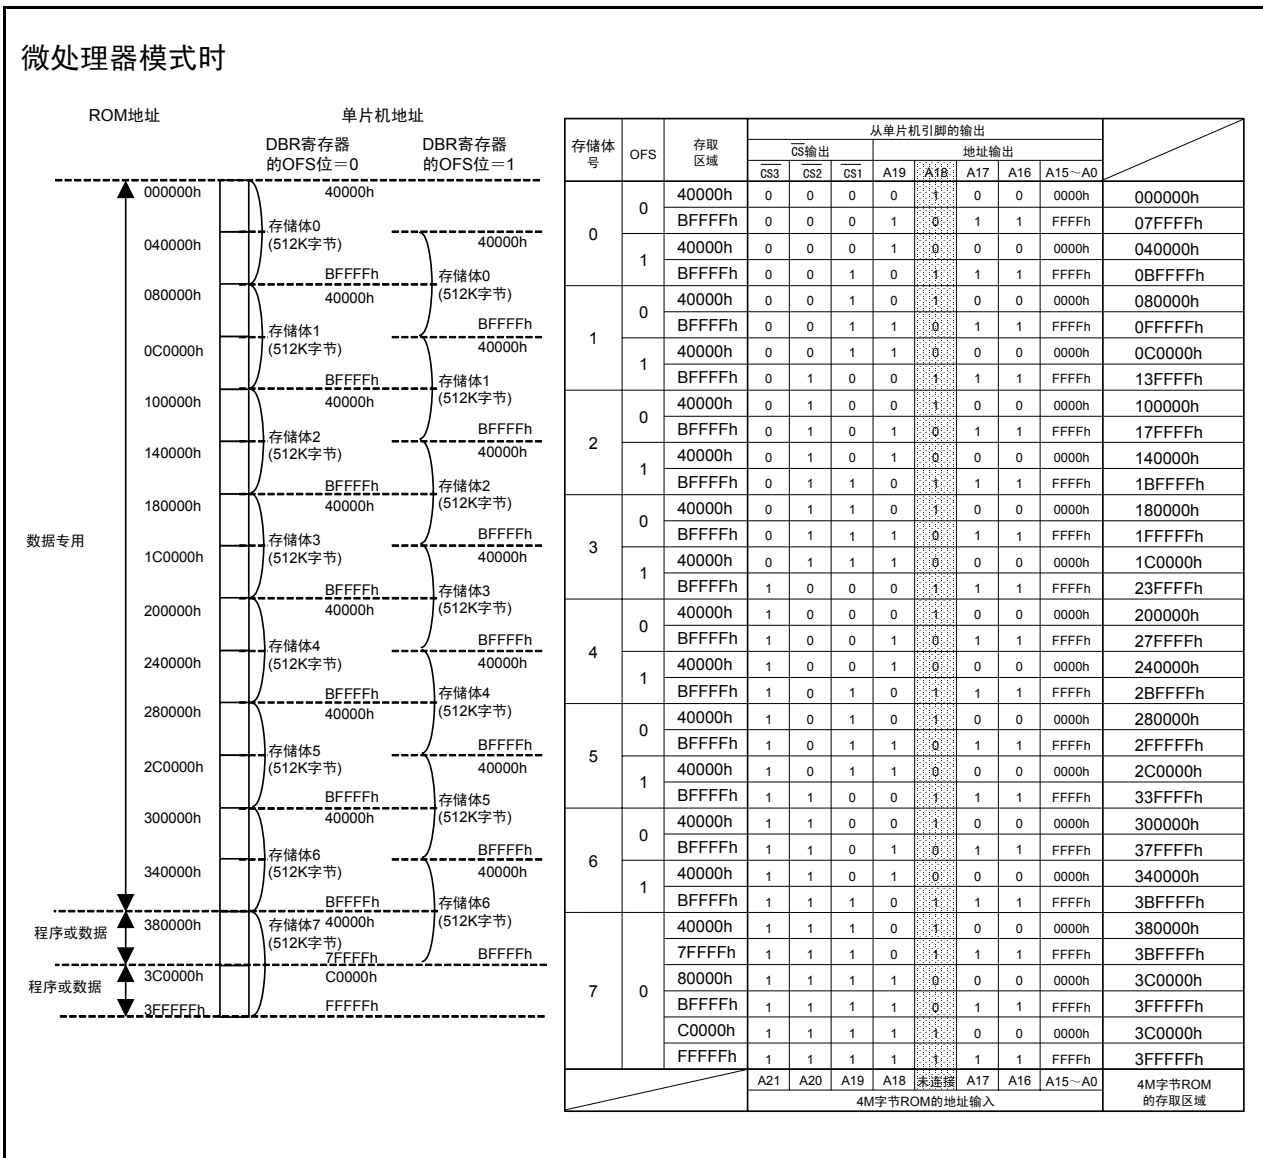 微处理器模式时
ROM地址 单片机地址
DBR寄存器 DBR寄存器
的OFS位＝0 的OFS位＝1
000000h 40000h
存储体0
(512K字节)
040000h 40000h
BFFFFh 存储体0
080000h 40000h (512K字节)
存储体1 BFFFFh
0C0000h (512K字节) 40000h
BFFFFh 存储体1
100000h 40000h (512K字节)
存储体2 BFFFFh
140000h (512K字节) 40000h
BFFFFh 存储体2
180000h 40000h (512K字节)
数据专用 存储体3 BFFFFh
1C0000h (512K字节) 40000h
BFFFFh 存储体3
200000h 40000h (512K字节)
存储体4 BFFFFh
240000h (512K字节) 40000h
BFFFFh 存储体4
280000h 40000h (512K字节)
存储体5 BFFFFh
2C0000h (512K字节) 40000h
BFFFFh 存储体5
300000h 40000h (512K字节)
存储体6 BFFFFh
340000h (512K字节) 40000h
BFFFFh 存储体6
程序或数据 380000h 存储体7 40000h (512K字节)
(512K字节)
7FFFFh BFFFFh
程序或数据 3C0000h C0000h
3FFFFFh FFFFFh
存储体号 OFS 存取区域 从单片机引脚的输出
CS输出 地址输出
CS3 CS2 CS1 A19 A18 A17 A16 A15～A0
0 0 40000h 0 0 0 0 1 0 0 0000h 000000h
BFFFFh 0 0 0 1 0 1 1 FFFFh 07FFFFh
1 40000h 0 0 0 1 0 0 0 0000h 040000h
BFFFFh 0 0 1 0 1 1 1 FFFFh 0BFFFFh
1 0 40000h 0 0 1 0 1 0 0 0000h 080000h
BFFFFh 0 0 1 1 0 1 1 FFFFh 0FFFFFh
1 40000h 0 0 1 1 0 0 0 0000h 0C0000h
BFFFFh 0 1 0 0 1 1 1 FFFFh 13FFFFh
2 0 40000h 0 1 0 0 1 0 0 0000h 100000h
BFFFFh 0 1 0 1 0 1 1 FFFFh 17FFFFh
1 40000h 0 1 0 1 0 0 0 0000h 140000h
BFFFFh 0 1 1 0 1 1 1 FFFFh 1BFFFFh
3 0 40000h 0 1 1 0 1 0 0 0000h 180000h
BFFFFh 0 1 1 1 0 1 1 FFFFh 1FFFFFh
1 40000h 0 1 1 1 0 0 0 0000h 1C0000h
BFFFFh 1 0 0 0 1 1 1 FFFFh 23FFFFh
4 0 40000h 1 0 0 0 1 0 0 0000h 200000h
BFFFFh 1 0 0 1 0 1 1 FFFFh 27FFFFh
1 40000h 1 0 0 1 0 0 0 0000h 240000h
BFFFFh 1 0 1 0 1 1 1 FFFFh 2BFFFFh
5 0 40000h 1 0 1 0 1 0 0 0000h 280000h
BFFFFh 1 0 1 1 0 1 1 FFFFh 2FFFFFh
1 40000h 1 0 1 1 0 0 0 0000h 2C0000h
BFFFFh 1 1 0 0 1 1 1 FFFFh 33FFFFh
6 0 40000h 1 1 0 0 1 0 0 0000h 300000h
BFFFFh 1 1 0 1 0 1 1 FFFFh 37FFFFh
1 40000h 1 1 0 1 0 0 0 0000h 340000h
BFFFFh 1 1 1 0 1 1 1 FFFFh 3BFFFFh
7 0 40000h 1 1 1 0 1 0 0 0000h 380000h
7FFFFh 1 1 1 0 1 1 1 FFFFh 3BFFFFh
80000h 1 1 1 1 0 0 0 0000h 3C0000h
BFFFFh 1 1 1 1 0 1 1 FFFFh 3FFFFFh
C0000h 1 1 1 1 1 0 0 0000h 3C0000h
FFFFFh 1 1 1 1 1 1 1 FFFFh 3FFFFFh
A21 A20 A19 A18 未连接 A17 A16 A15～A0 4M字节ROM
4M字节ROM的地址输入 的存取区域